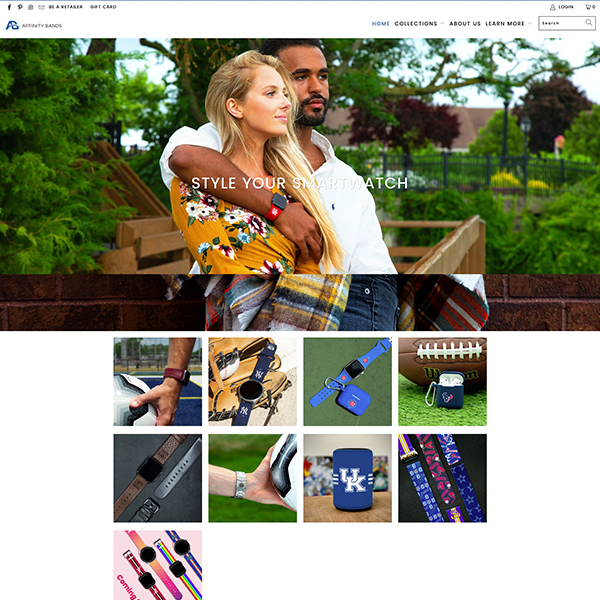 BE A RETAILER GIFT CARD LOGIN 0
AFFINITY BANDS HOME COLLECTIONS ABOUT US LEARN MORE Search
STYLE YOUR SMARTWATCH
UK
Coming